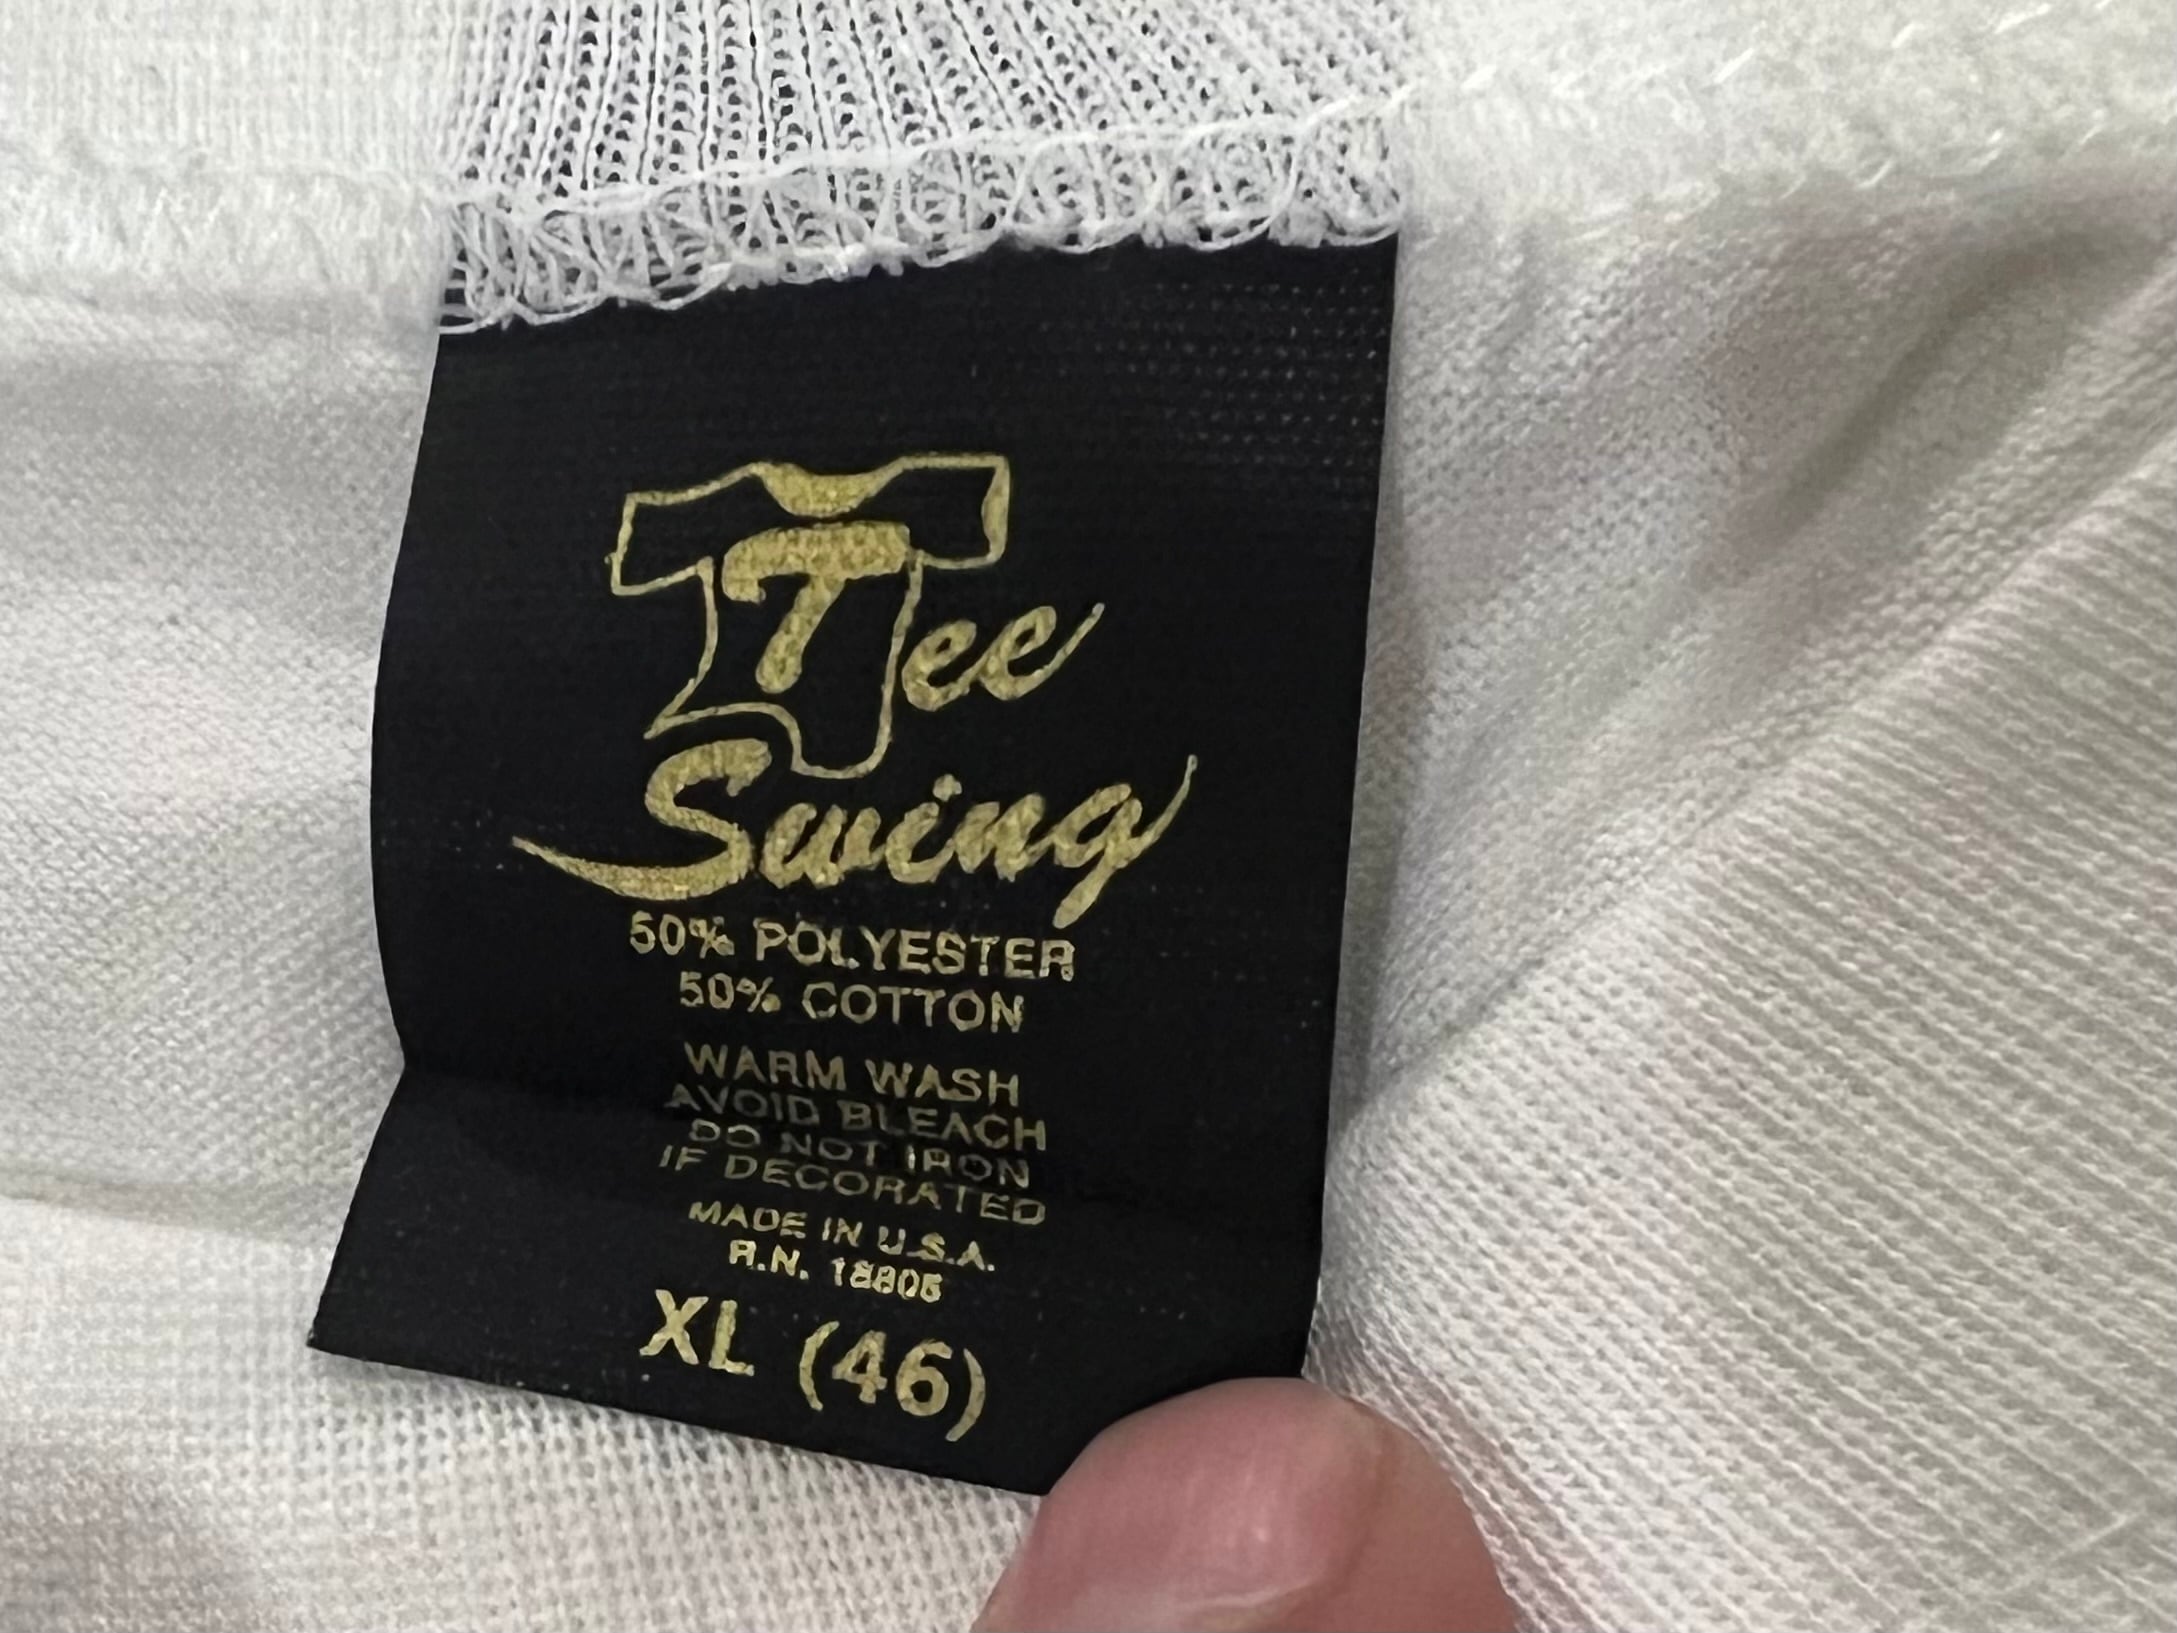 Tee
Swing
50% POLYESTER
50% COTTON
WARM WASH
AVOID BLEACH
DO NOT IRON
IF DECORATED
MADE IN U.S.A.
R.N. 18805
XL (46)